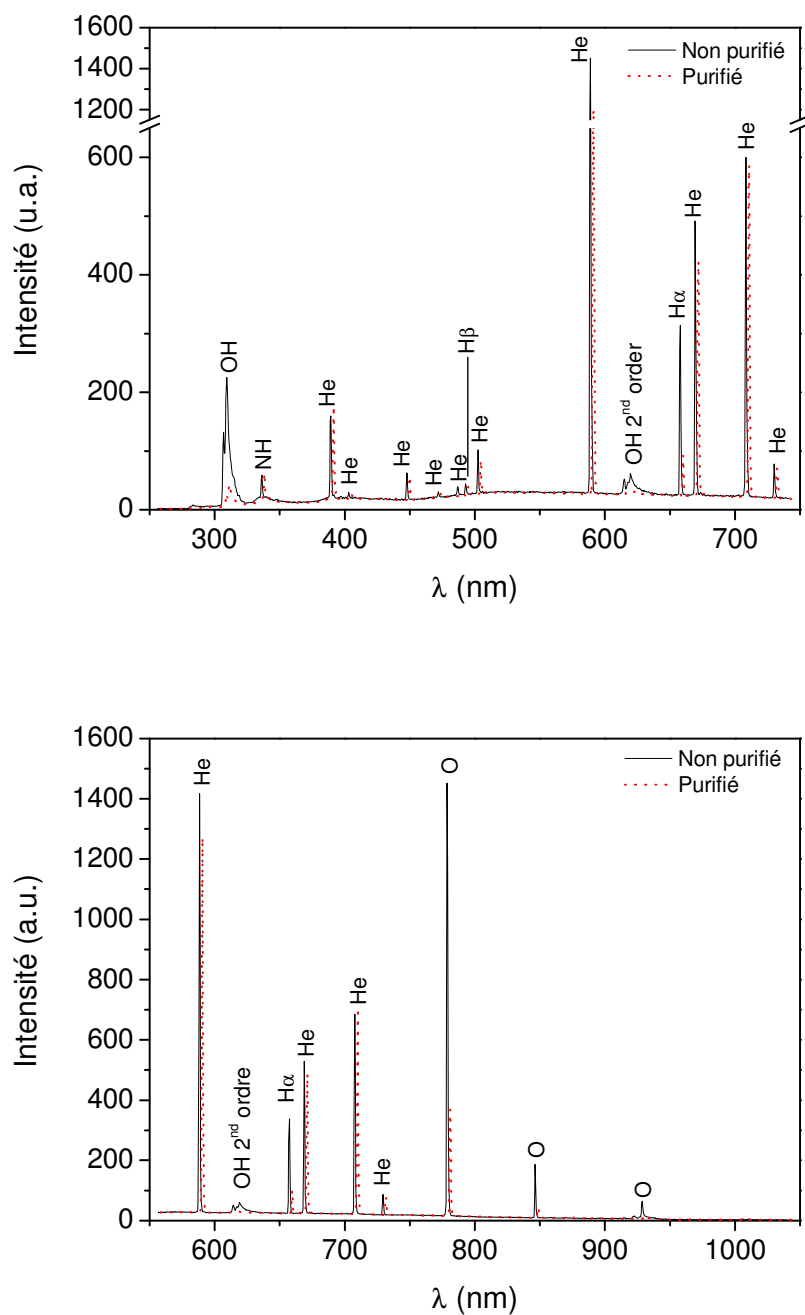 1600
1500
1400
1300
1200
600
400
200
0
Intensité (u.a.)
Non purifié
Purifié
OH
NH
He
He
He
He
He
Hβ
He
He
OH 2nd order
Hα
He
He
He
300
400
500
600
700
λ (nm)
1600
1400
1200
1000
800
600
400
200
0
Intensité (a.u.)
Non purifié
Purifié
He
OH 2nd ordre
Hα
He
He
He
O
O
O
600
700
800
900
1000
λ (nm)